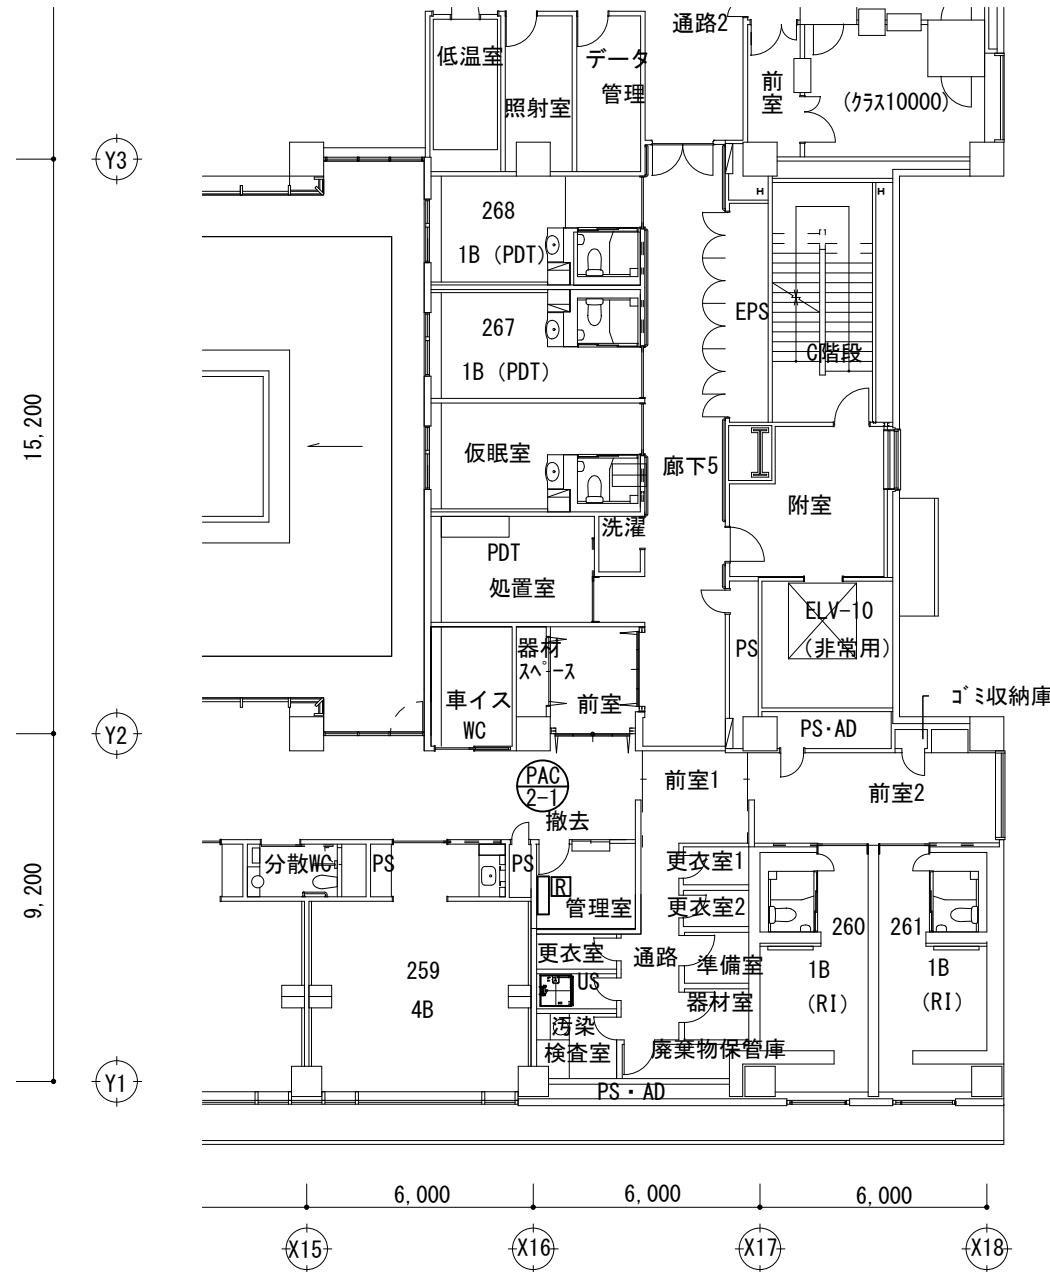 通路2
低温室
データ
管理
照射室
前
室
(クラス10000)
Y3
268
1B (PDT)
267
1B (PDT)
EPS
C階段
H
H
15,200
仮眠室
廊下5
附室
洗濯
PDT
処置室
ELV-10
(非常用)
PS
器材
スペース
車イス
WC
前室
ゴミ収納庫
Y2
PS・AD
PAC
2-1
撤去
前室1
前室2
分散WC
PS
PS
更衣室1
R
管理室
更衣室2
260
261
9,200
更衣室
通路
準備室
259
4B
US
器材室
1B
(RI)
1B
(RI)
汚染
検査室
廃棄物保管庫
Y1
PS・AD
6,000
6,000
6,000
X15
X16
X17
X18